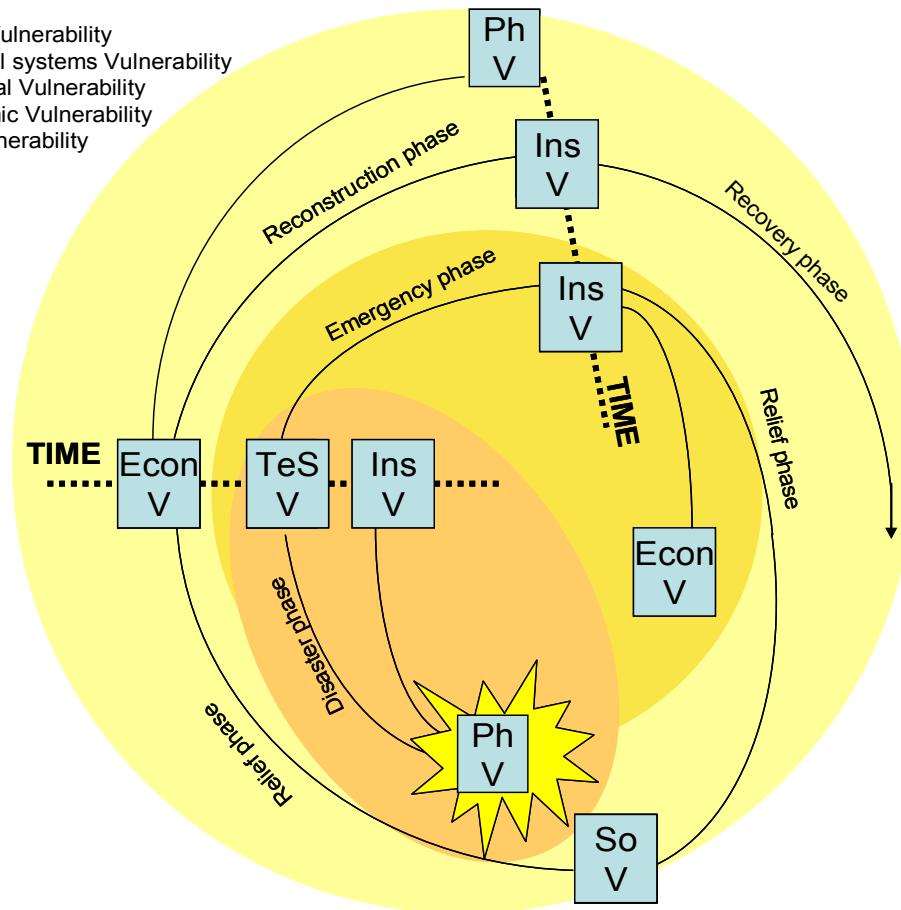 Vulnerability
l systems Vulnerability
al Vulnerability
ic Vulnerability
nerability
Ph
V
Ins
V
Reconstruction phase
Recovery phase
Emergency phase
Ins
V
TIME
Relief phase
TIME
Econ
V
TeS
V
Ins
V
Econ
V
Disaster phase
Relief phase
Ph
V
So
V